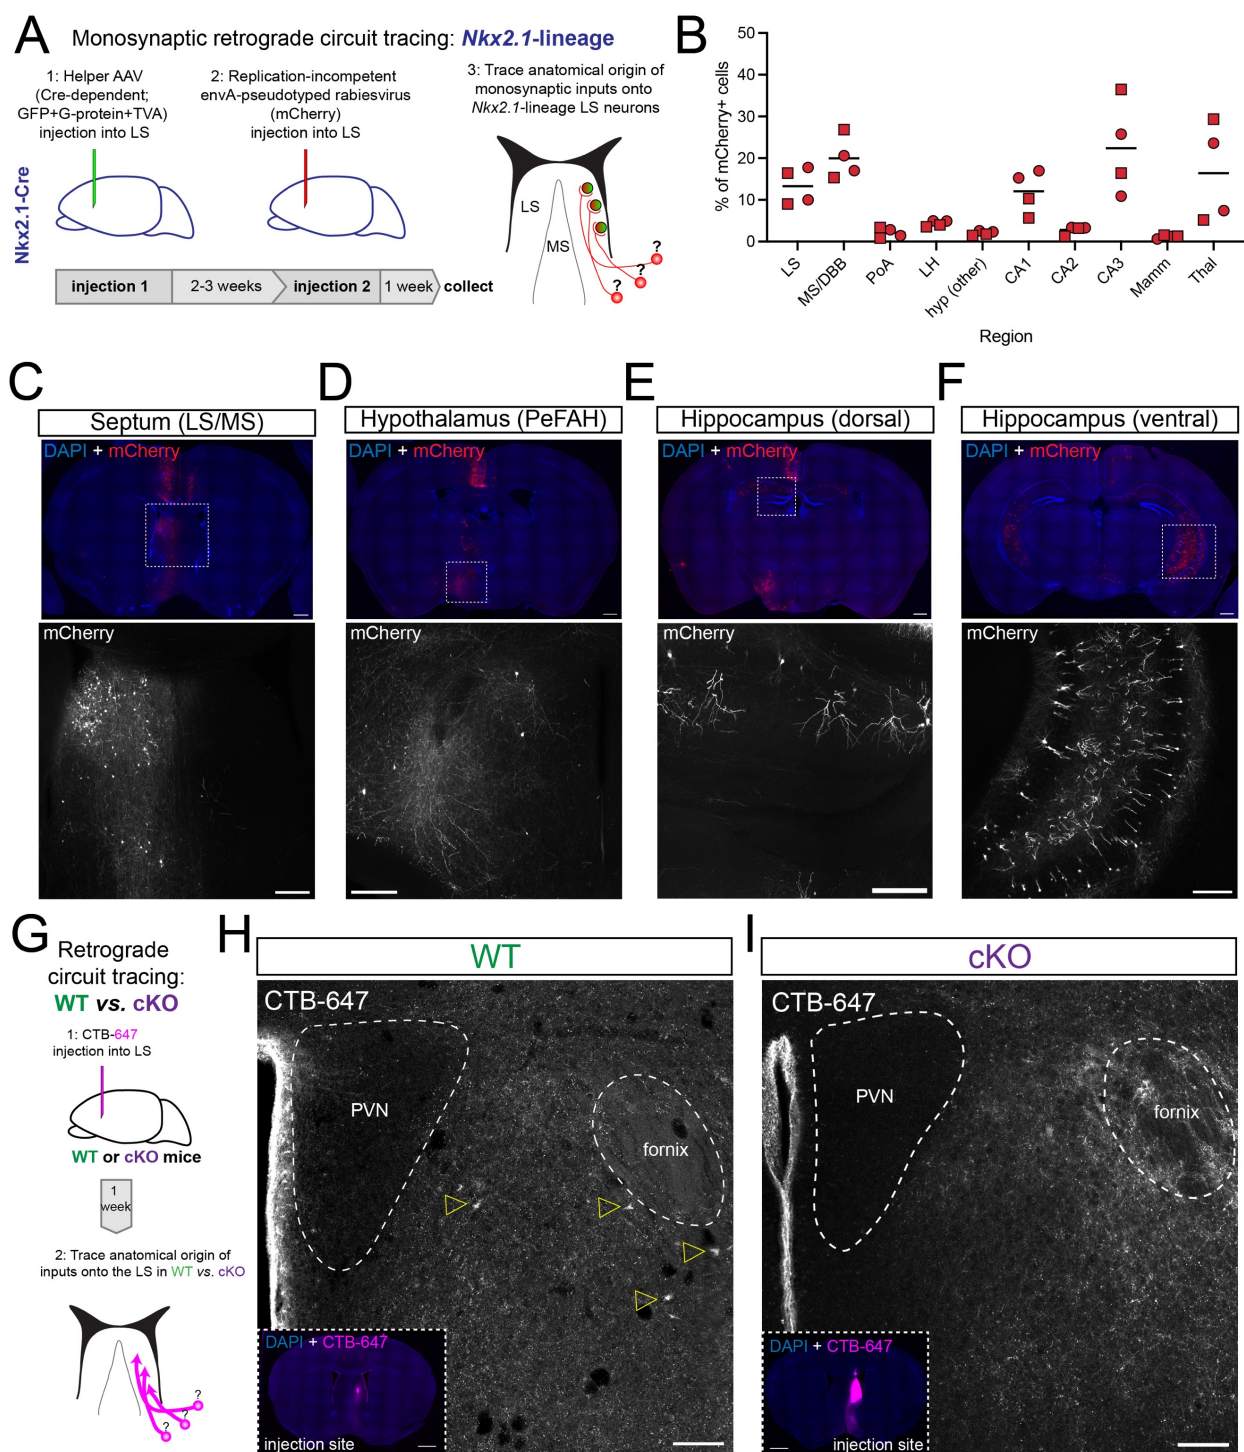 A
Monosynaptic retrograde circuit tracing: Nkx2.1-lineage
1: Helper AAV
(Cre-dependent;
GFP+G-protein+TVA)
injection into LS
2: Replication-incompetent
envA-pseudotyped rabiesvirus
(mCherry)
injection into LS
3: Trace anatomical origin of
monosynaptic inputs onto
Nkx2.1-lineage LS neurons
Nkx2.1-Cre
LS
MS
?
?
?
injection 1
2-3 weeks
injection 2
1 week
collect
B
% of mCherry+ cells
50
40
30
20
10
0
LS
MS/DBB
PoA
LH
hyp (other)
CA1
CA2
CA3
Mamm
Thal
Region
C
Septum (LS/MS)
DAPI + mCherry
mCherry
D
Hypothalamus (PeFAH)
DAPI + mCherry
mCherry
E
Hippocampus (dorsal)
DAPI + mCherry
mCherry
F
Hippocampus (ventral)
DAPI + mCherry
mCherry
G
Retrograde
circuit tracing:
WT vs. cKO
1: CTB-647
injection into LS
WT or cKO mice
1
week
2: Trace anatomical origin of
inputs onto the LS in WT vs. cKO
?
?
?
H
WT
CTB-647
PVN
fornix
DAPI + CTB-647
injection site
I
cKO
CTB-647
PVN
fornix
DAPI + CTB-647
injection site